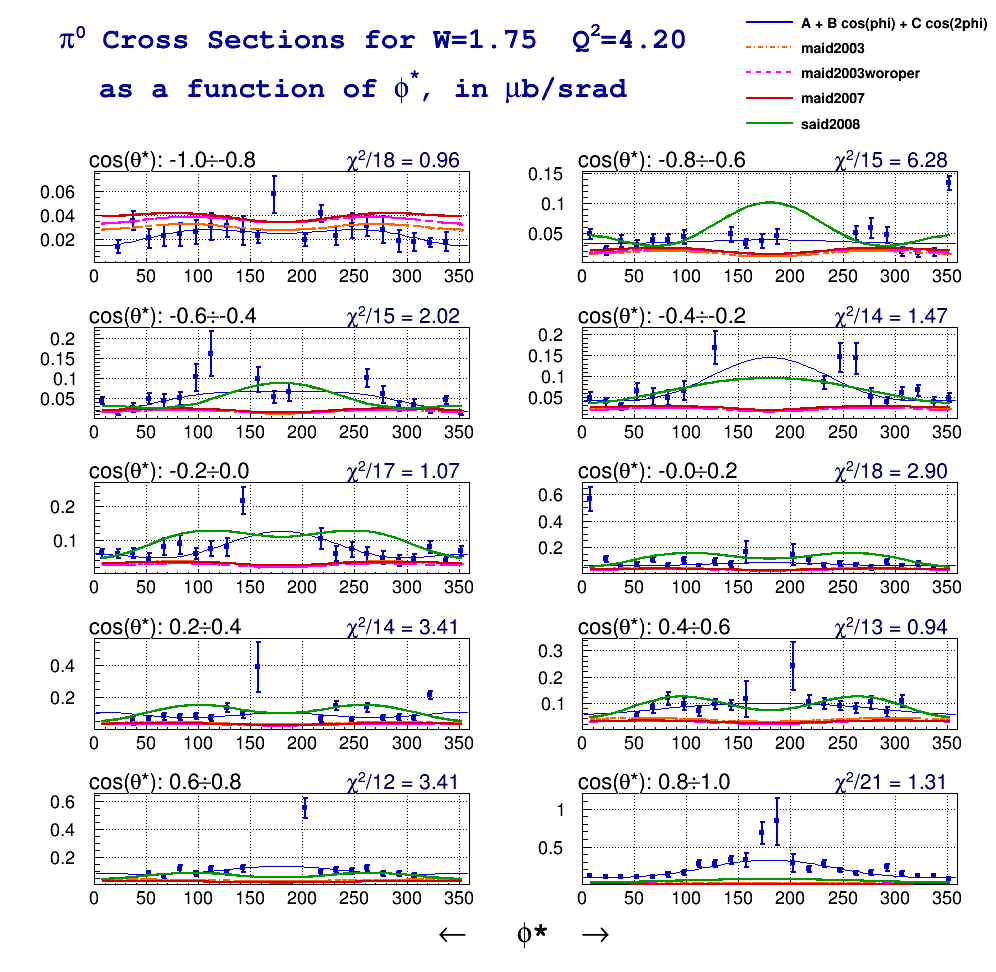 π⁰ Cross Sections for W=1.75 Q²=4.20
as a function of ϕ*, in μb/srad
A + B cos(phi) + C cos(2phi)
maid2003
maid2003woroper
maid2007
said2008
cos(θ*): -1.0÷-0.8 χ²/18 = 0.96
0.06
0.04
0.02
0 50 100 150 200 250 300 350
cos(θ*): -0.8÷-0.6 χ²/15 = 6.28
0.15
0.1
0.05
0 50 100 150 200 250 300 350
cos(θ*): -0.6÷-0.4 χ²/15 = 2.02
0.2
0.15
0.1
0.05
0 50 100 150 200 250 300 350
cos(θ*): -0.4÷-0.2 χ²/14 = 1.47
0.2
0.15
0.1
0.05
0 50 100 150 200 250 300 350
cos(θ*): -0.2÷0.0 χ²/17 = 1.07
0.2
0.1
0 50 100 150 200 250 300 350
cos(θ*): -0.0÷0.2 χ²/18 = 2.90
0.6
0.4
0.2
0 50 100 150 200 250 300 350
cos(θ*): 0.2÷0.4 χ²/14 = 3.41
0.4
0.2
0 50 100 150 200 250 300 350
cos(θ*): 0.4÷0.6 χ²/13 = 0.94
0.3
0.2
0.1
0 50 100 150 200 250 300 350
cos(θ*): 0.6÷0.8 χ²/12 = 3.41
0.6
0.4
0.2
0 50 100 150 200 250 300 350
cos(θ*): 0.8÷1.0 χ²/21 = 1.31
1
0.5
0 50 100 150 200 250 300 350
← ϕ* →